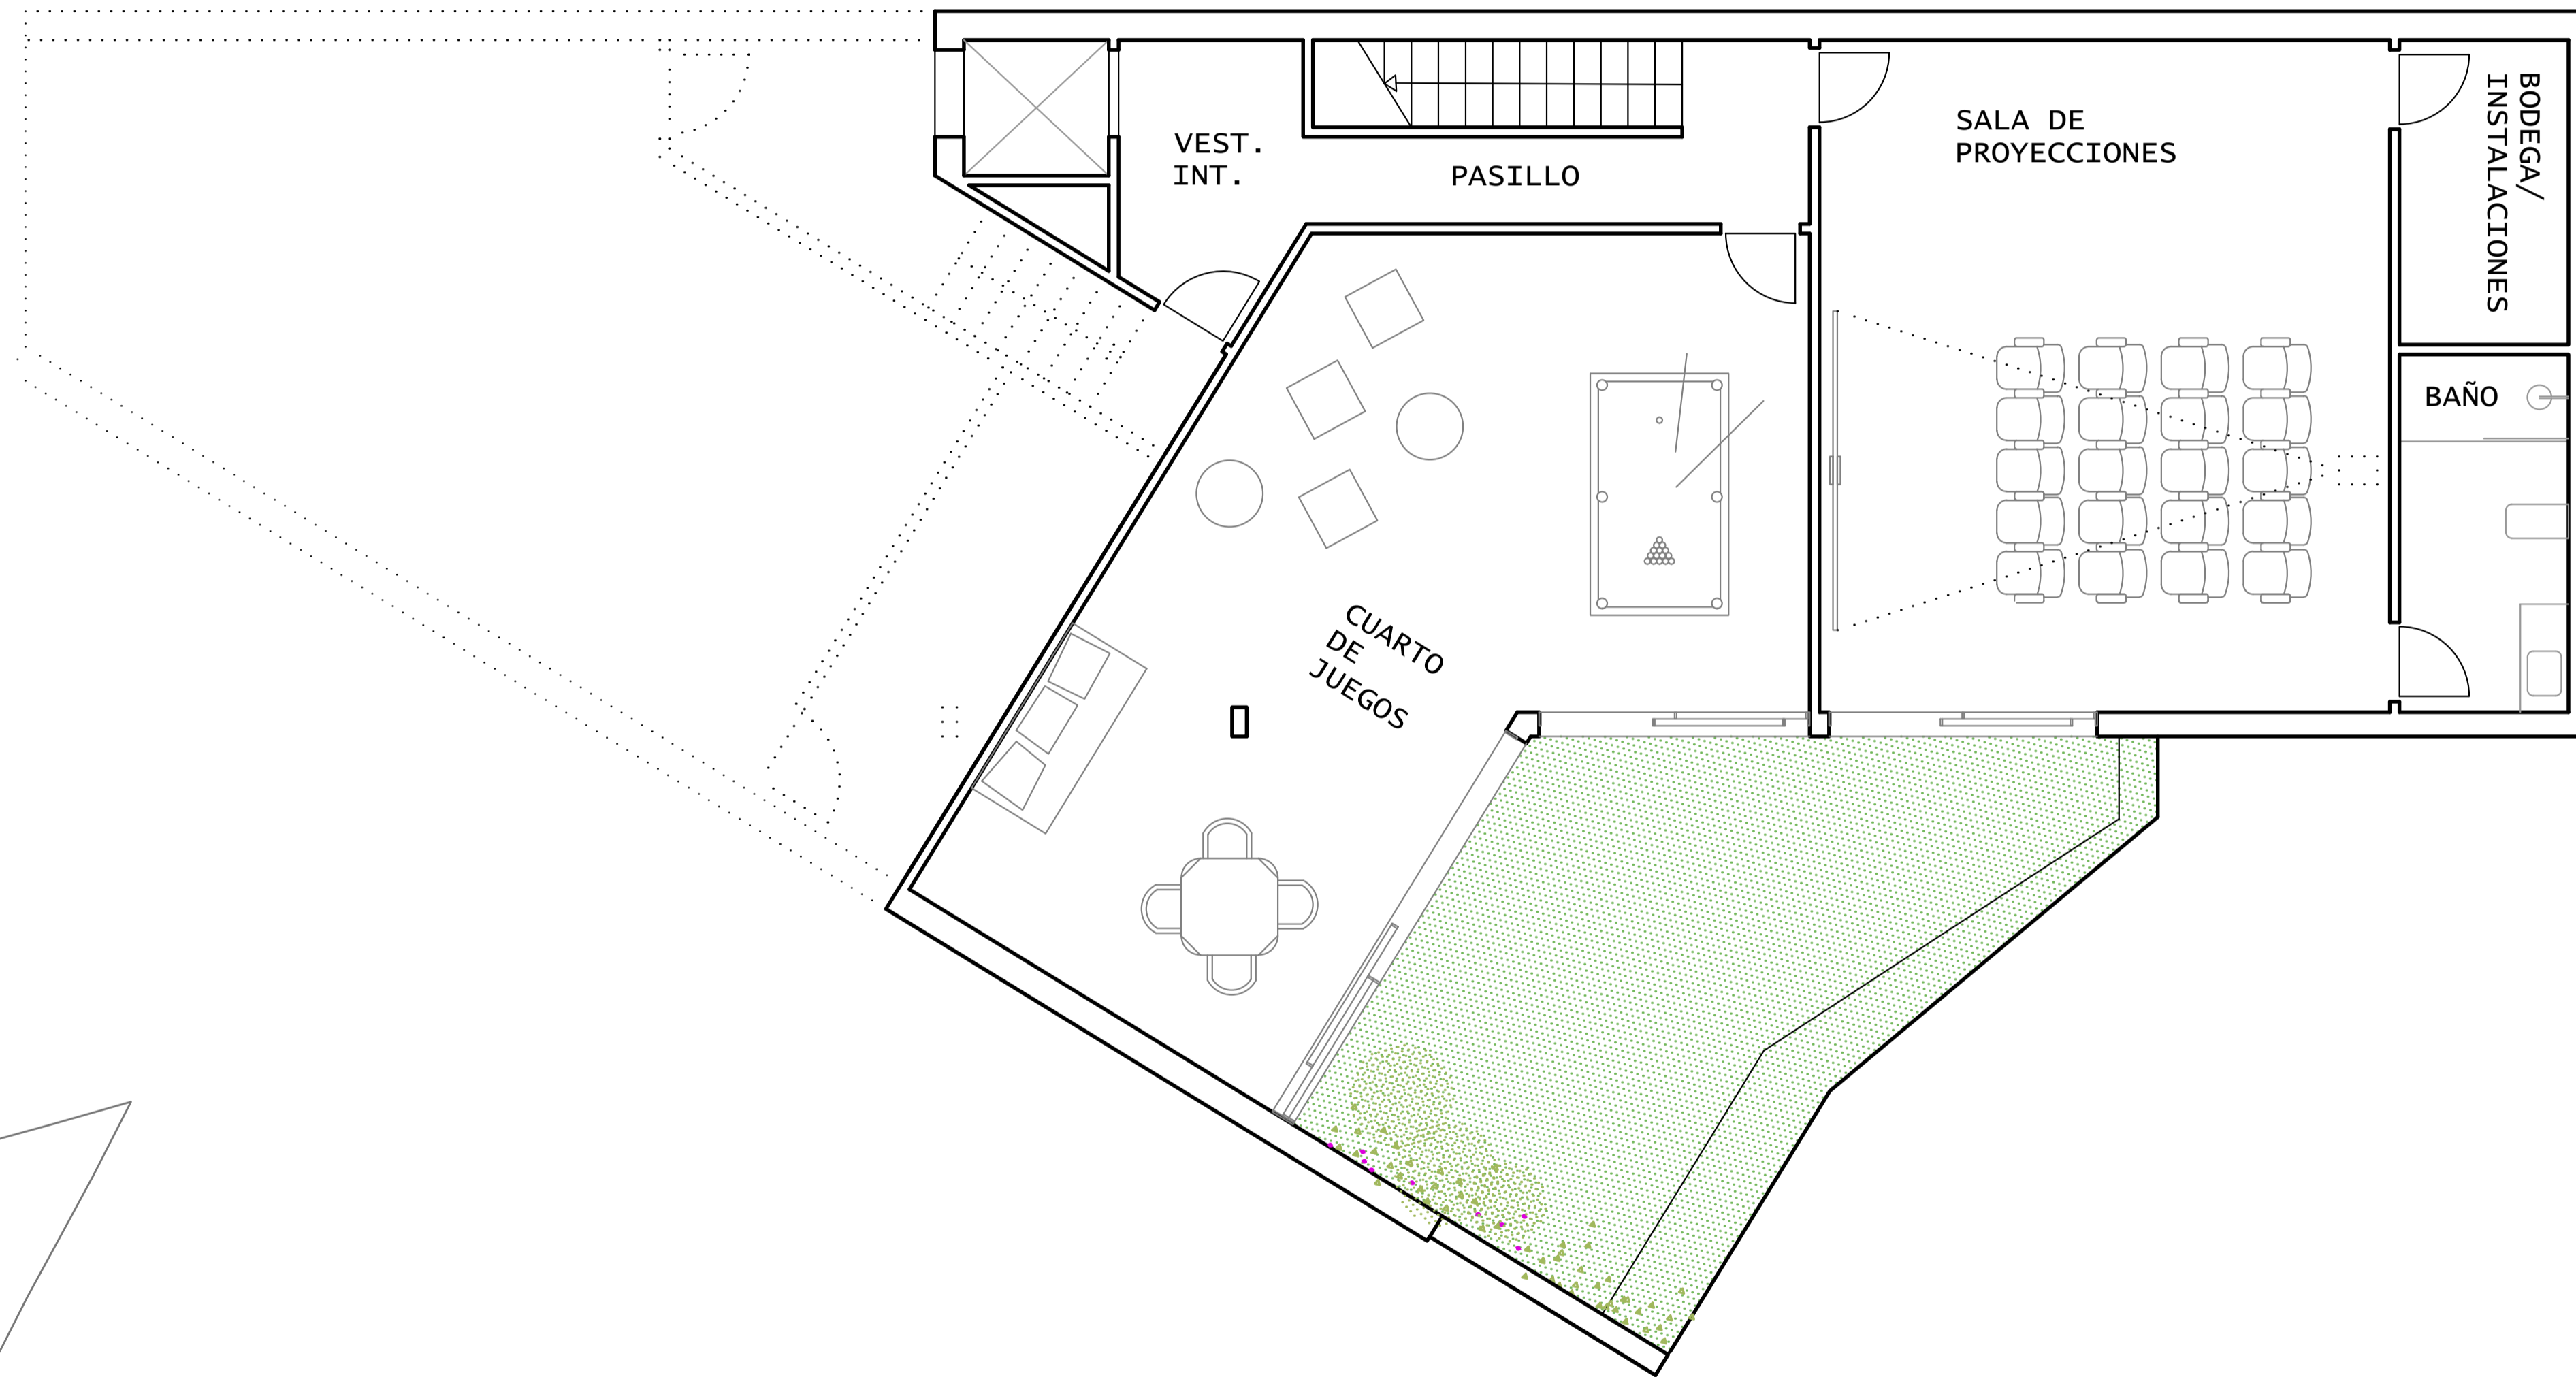 VEST.
INT.
PASILLO
SALA DE
PROYECCIONES
BODEGA/
INSTALACIONES
BAÑO
CUARTO
DE
JUEGOS